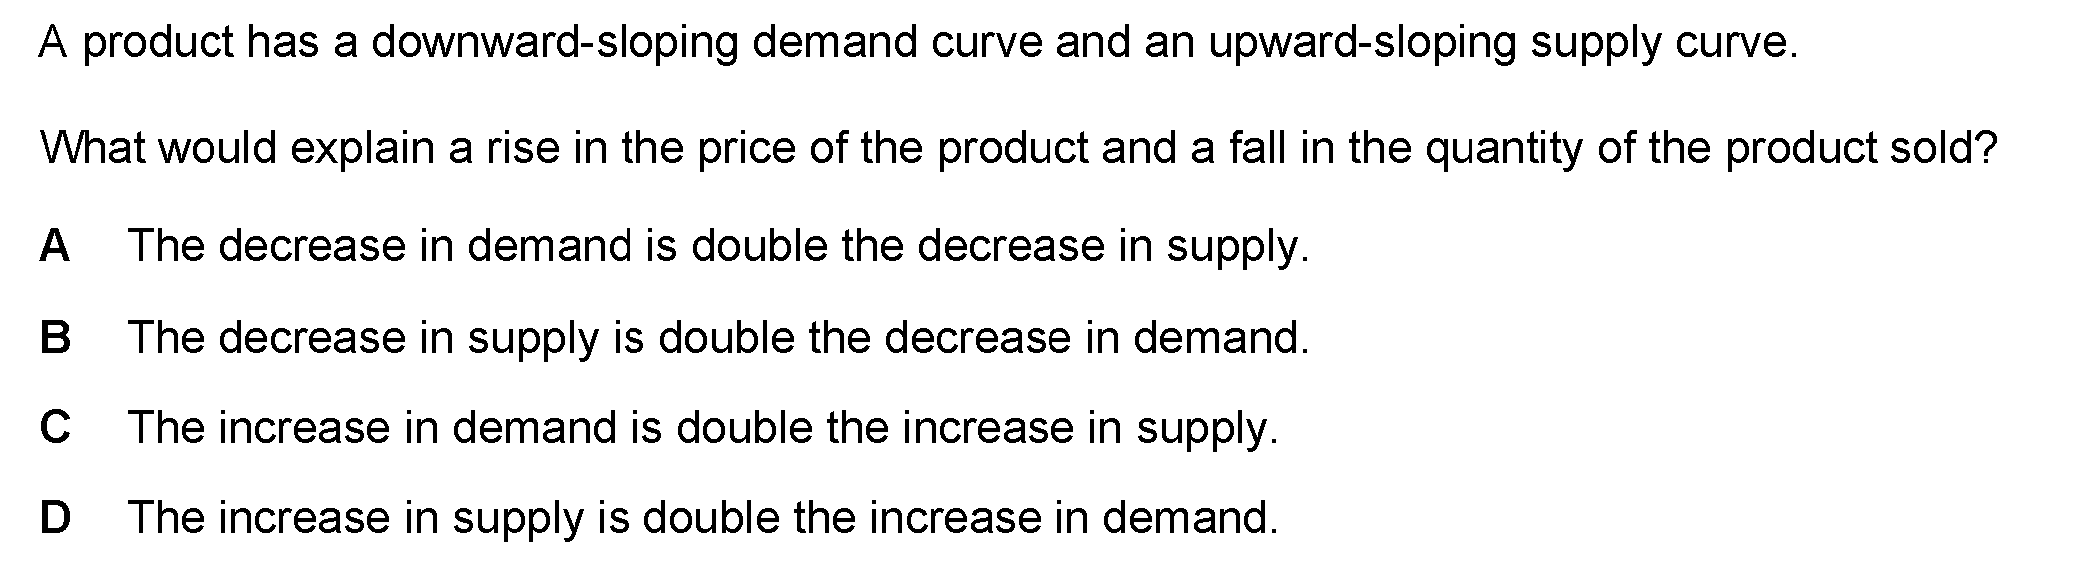 A product has a downward-sloping demand curve and an upward-sloping supply curve.
What would explain a rise in the price of the product and a fall in the quantity of the product sold?
A The decrease in demand is double the decrease in supply.
B The decrease in supply is double the decrease in demand.
C The increase in demand is double the increase in supply.
D The increase in supply is double the increase in demand.